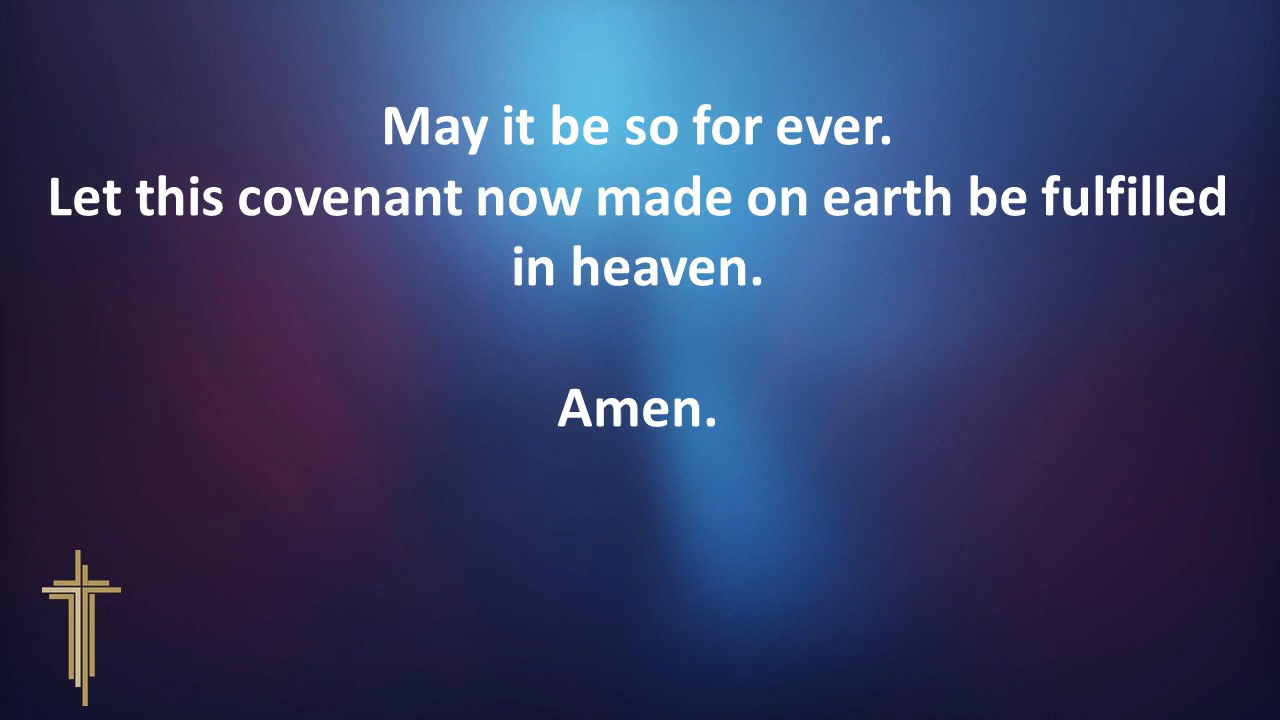 May it be so for ever.
Let this covenant now made on earth be fulfilled
in heaven.
Amen.